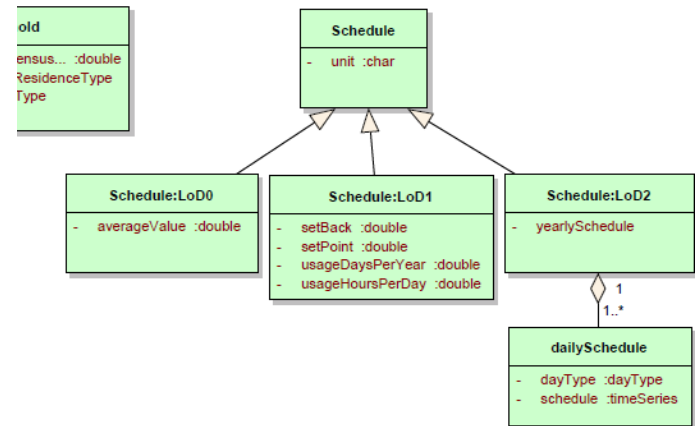 old
ensus... :double
ResidenceType
Type
Schedule
- unit :char
Schedule:LoD0
- averageValue :double
Schedule:LoD1
- setBack :double
- setPoint :double
- usageDaysPerYear :double
- usageHoursPerDay :double
Schedule:LoD2
- yearlySchedule
1
1..*
dailySchedule
- dayType :dayType
- schedule :timeSeries